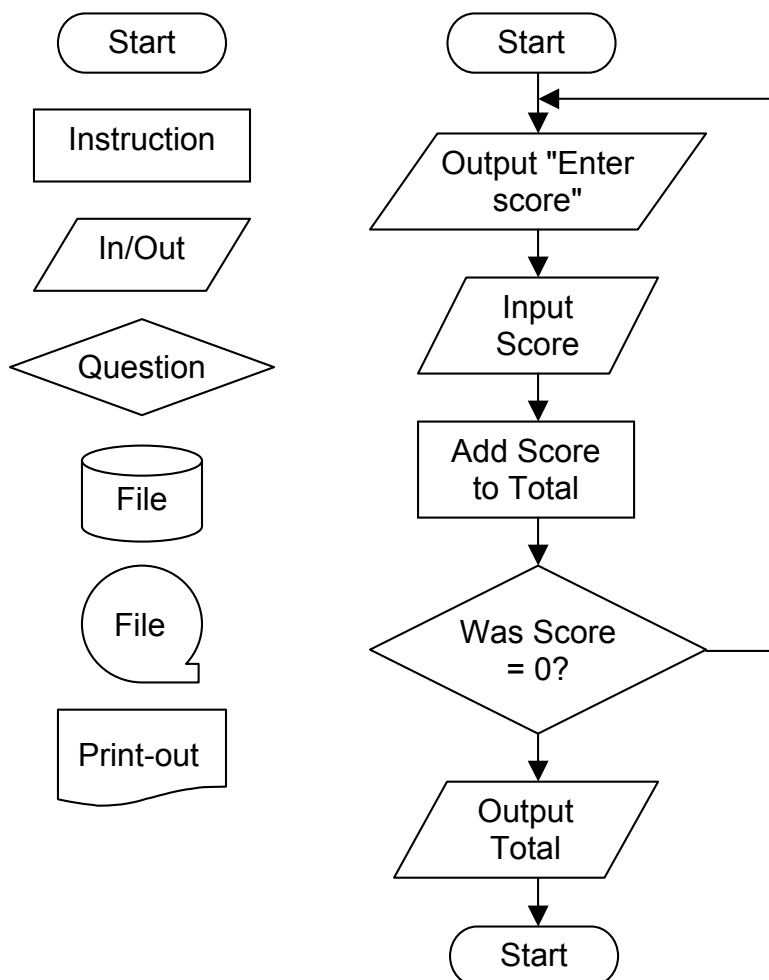 Start
Instruction
In/Out
Question
File
File
Print-out
Start
Output "Enter
score"
Input
Score
Add Score
to Total
Was Score
= 0?
Output
Total
Start